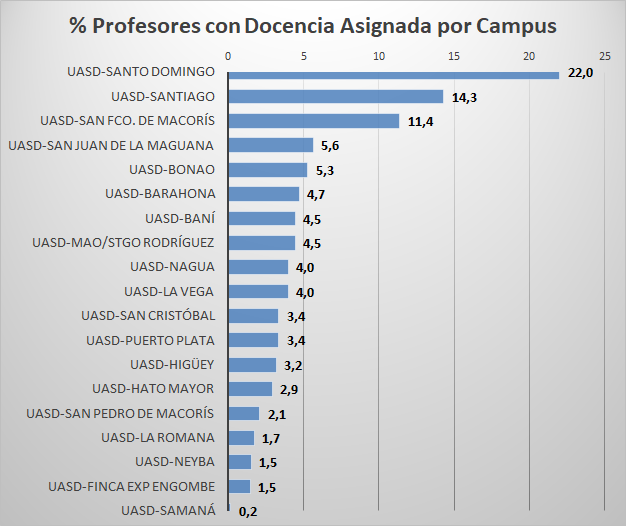 % Profesores con Docencia Asignada por Campus
0 5 10 15 20 25
UASD-SANTO DOMINGO 22,0
UASD-SANTIAGO 14,3
UASD-SAN FCO. DE MACORÍS 11,4
UASD-SAN JUAN DE LA MAGUANA 5,6
UASD-BONAO 5,3
UASD-BARAHONA 4,7
UASD-BANÍ 4,5
UASD-MAO/STGO RODRÍGUEZ 4,5
UASD-NAGUA 4,0
UASD-LA VEGA 4,0
UASD-SAN CRISTÓBAL 3,4
UASD-PUERTO PLATA 3,4
UASD-HIGÜEY 3,2
UASD-HATO MAYOR 2,9
UASD-SAN PEDRO DE MACORÍS 2,1
UASD-LA ROMANA 1,7
UASD-NEYBA 1,5
UASD-FINCA EXP ENGOMBE 1,5
UASD-SAMANÁ 0,2